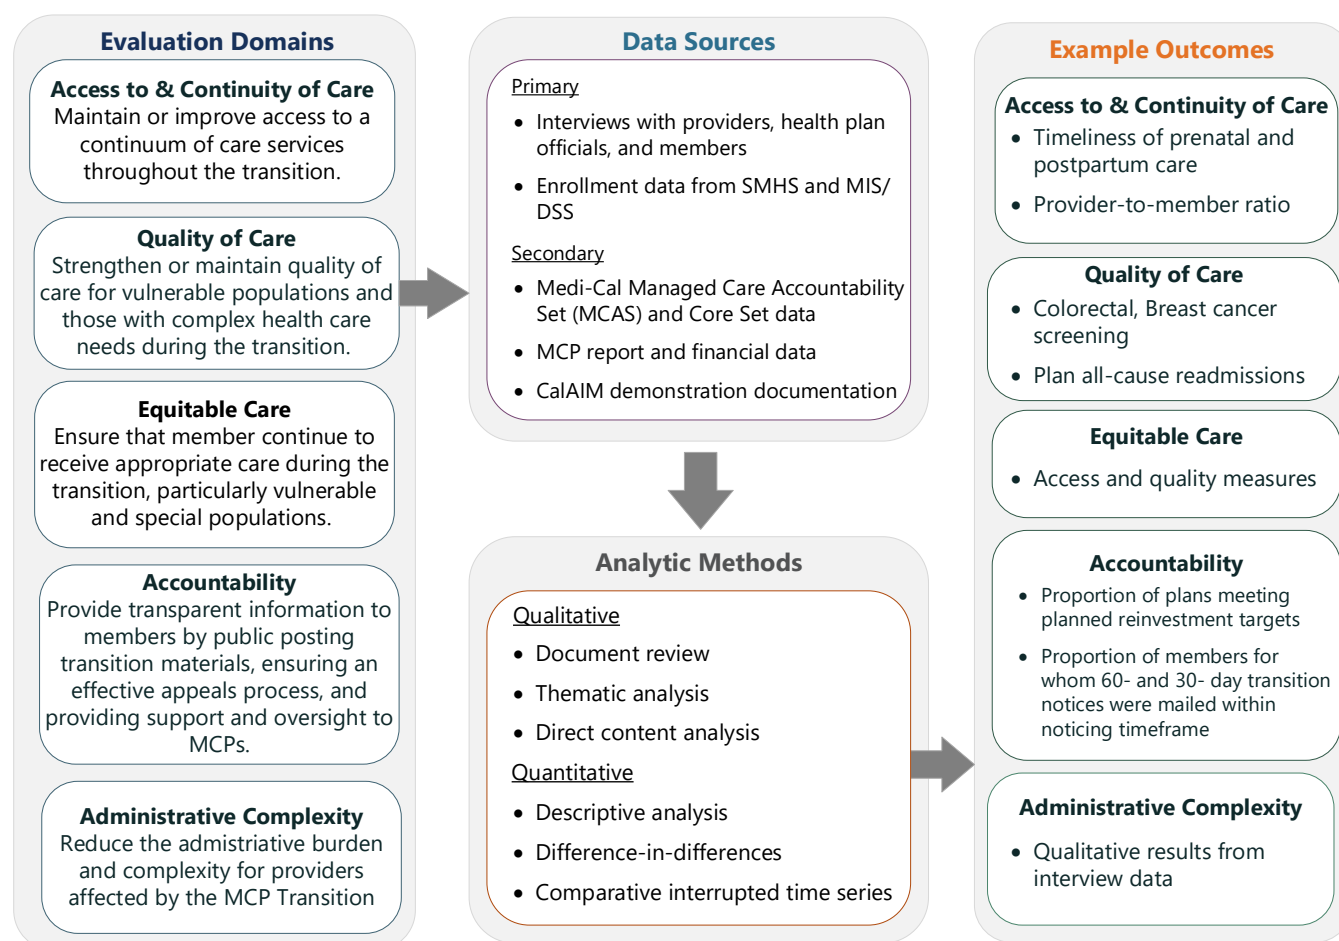 Evaluation Domains
Access to & Continuity of Care
Maintain or improve access to a
continuum of care services
throughout the transition.
Quality of Care
Strengthen or maintain quality of
care for vulnerable populations and
those with complex health care
needs during the transition.
Equitable Care
Ensure that member continue to
receive appropriate care during the
transition, particularly vulnerable
and special populations.
Accountability
Provide transparent information to
members by public posting
transition materials, ensuring an
effective appeals process, and
providing support and oversight to
MCPs.
Administrative Complexity
Reduce the admistriative burden
and complexity for providers
affected by the MCP Transition
Data Sources
Primary
• Interviews with providers, health plan
officials, and members
• Enrollment data from SMHS and MIS/
DSS
Secondary
• Medi-Cal Managed Care Accountability
Set (MCAS) and Core Set data
• MCP report and financial data
• CalAIM demonstration documentation
Analytic Methods
Qualitative
• Document review
• Thematic analysis
• Direct content analysis
Quantitative
• Descriptive analysis
• Difference-in-differences
• Comparative interrupted time series
Example Outcomes
Access to & Continuity of Care
• Timeliness of prenatal and
postpartum care
• Provider-to-member ratio
Quality of Care
• Colorectal, Breast cancer
screening
• Plan all-cause readmissions
Equitable Care
• Access and quality measures
Accountability
• Proportion of plans meeting
planned reinvestment targets
• Proportion of members for
whom 60- and 30- day transition
notices were mailed within
noticing timeframe
Administrative Complexity
• Qualitative results from
interview data